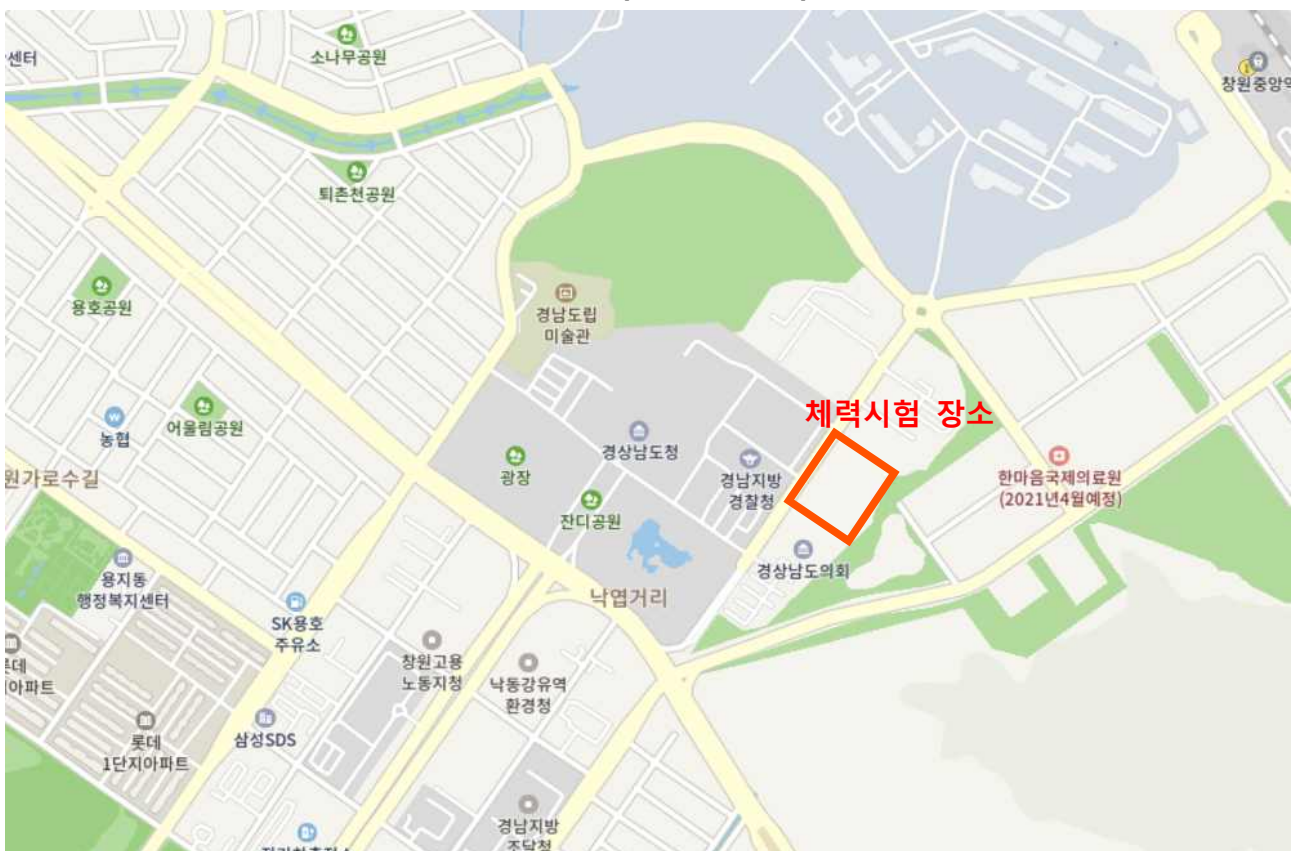 소나무공원
센터
창원중앙역
퇴촌천공원
용호공원
경남도립
미술관
체력시험 장소
어울림공원
농협
경상남도청
원가로수길
광장
경남지방
경찰청
한마음국제의료원
(2021년4월예정)
잔디공원
경상남도의회
용지동
행정복지센터
낙엽거리
SK용호
주유소
창원고용
노동지청
낙동강유역
환경청
롯데
아파트
삼성SDS
롯데
1단지아파트
경남지방
조달청